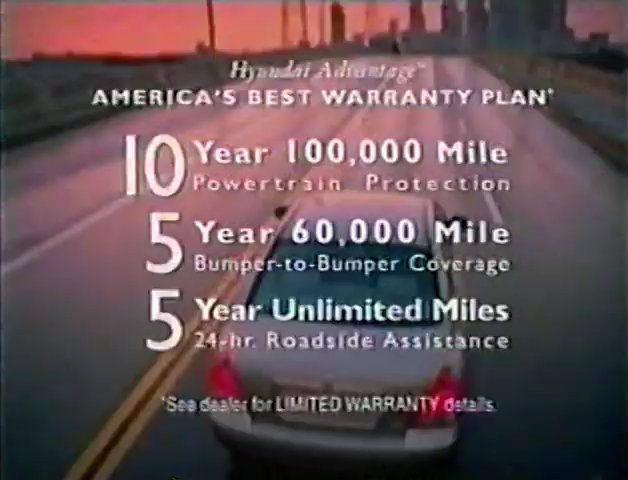 Hyundai Advantage™
AMERICA'S BEST WARRANTY PLAN*
10 Year 100,000 Mile
Powertrain Protection
5 Year 60,000 Mile
Bumper-to-Bumper Coverage
5 Year Unlimited Miles
24-hr. Roadside Assistance
*See dealer for LIMITED WARRANTY details.